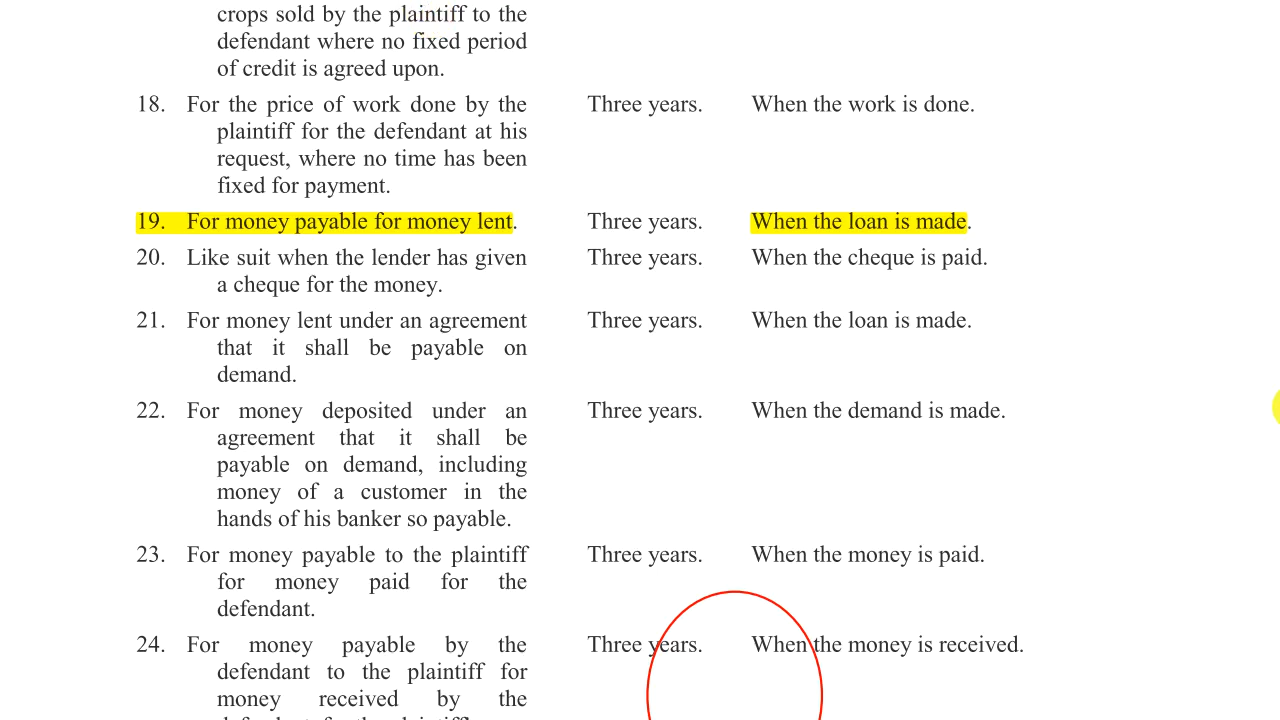 crops sold by the plaintiff to the
defendant where no fixed period
of credit is agreed upon.
18. For the price of work done by the Three years. When the work is done.
plaintiff for the defendant at his
request, where no time has been
fixed for payment.
19. For money payable for money lent. Three years. When the loan is made.
20. Like suit when the lender has given Three years. When the cheque is paid.
a cheque for the money.
21. For money lent under an agreement Three years. When the loan is made.
that it shall be payable on
demand.
22. For money deposited under an Three years. When the demand is made.
agreement that it shall be
payable on demand, including
money of a customer in the
hands of his banker so payable.
23. For money payable to the plaintiff Three years. When the money is paid.
for money paid for the
defendant.
24. For money payable by the Three years. When the money is received.
defendant to the plaintiff for
money received by the